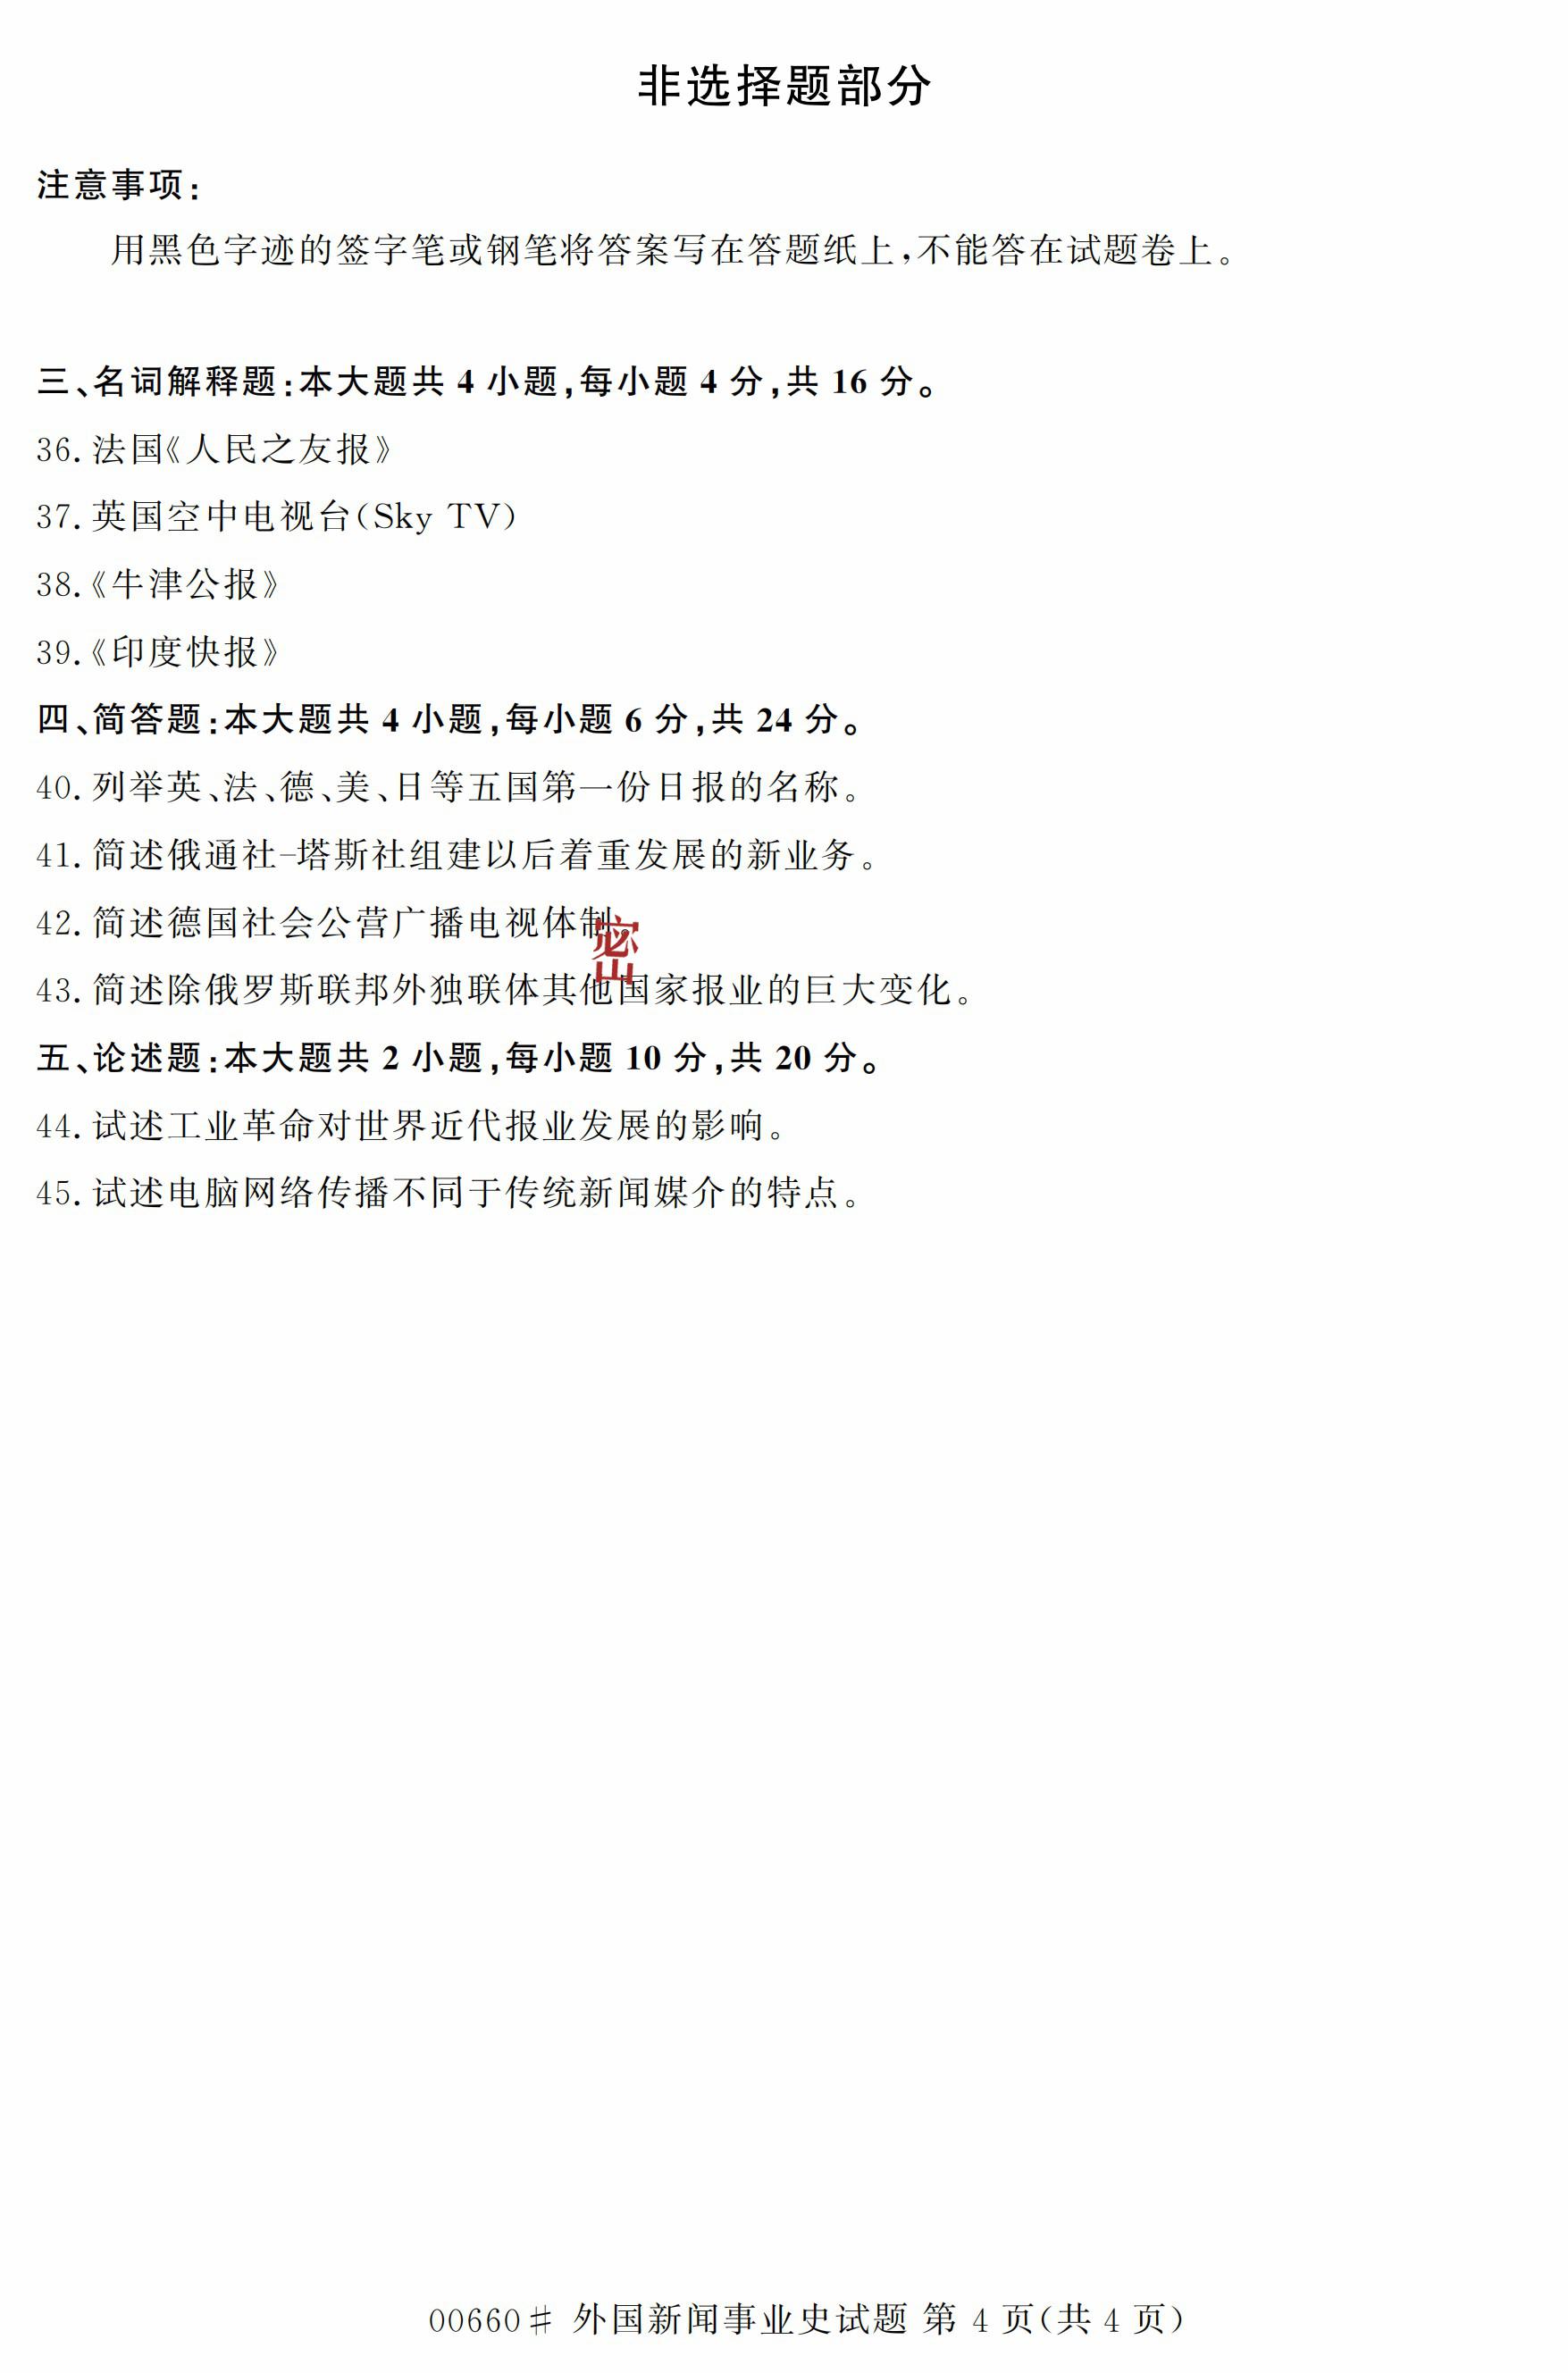 非选择题部分
注意事项:
用黑色字迹的签字笔或钢笔将答案写在答题纸上,不能答在试题卷上。
三、名词解释题:本大题共 4 小题,每小题 4 分,共 16 分。
36. 法国《人民之友报》
37. 英国空中电视台(Sky TV)
38.《牛津公报》
39.《印度快报》
四、简答题:本大题共 4 小题,每小题 6 分,共 24 分。
40. 列举英、法、德、美、日等五国第一份日报的名称。
41. 简述俄通社-塔斯社组建以后着重发展的新业务。
42. 简述德国社会公营广播电视体制。
密
43. 简述除俄罗斯联邦外独联体其他国家报业的巨大变化。
五、论述题:本大题共 2 小题,每小题 10 分,共 20 分。
44. 试述工业革命对世界近代报业发展的影响。
45. 试述电脑网络传播不同于传统新闻媒介的特点。
00660# 外国新闻事业史试题 第 4 页(共 4 页)